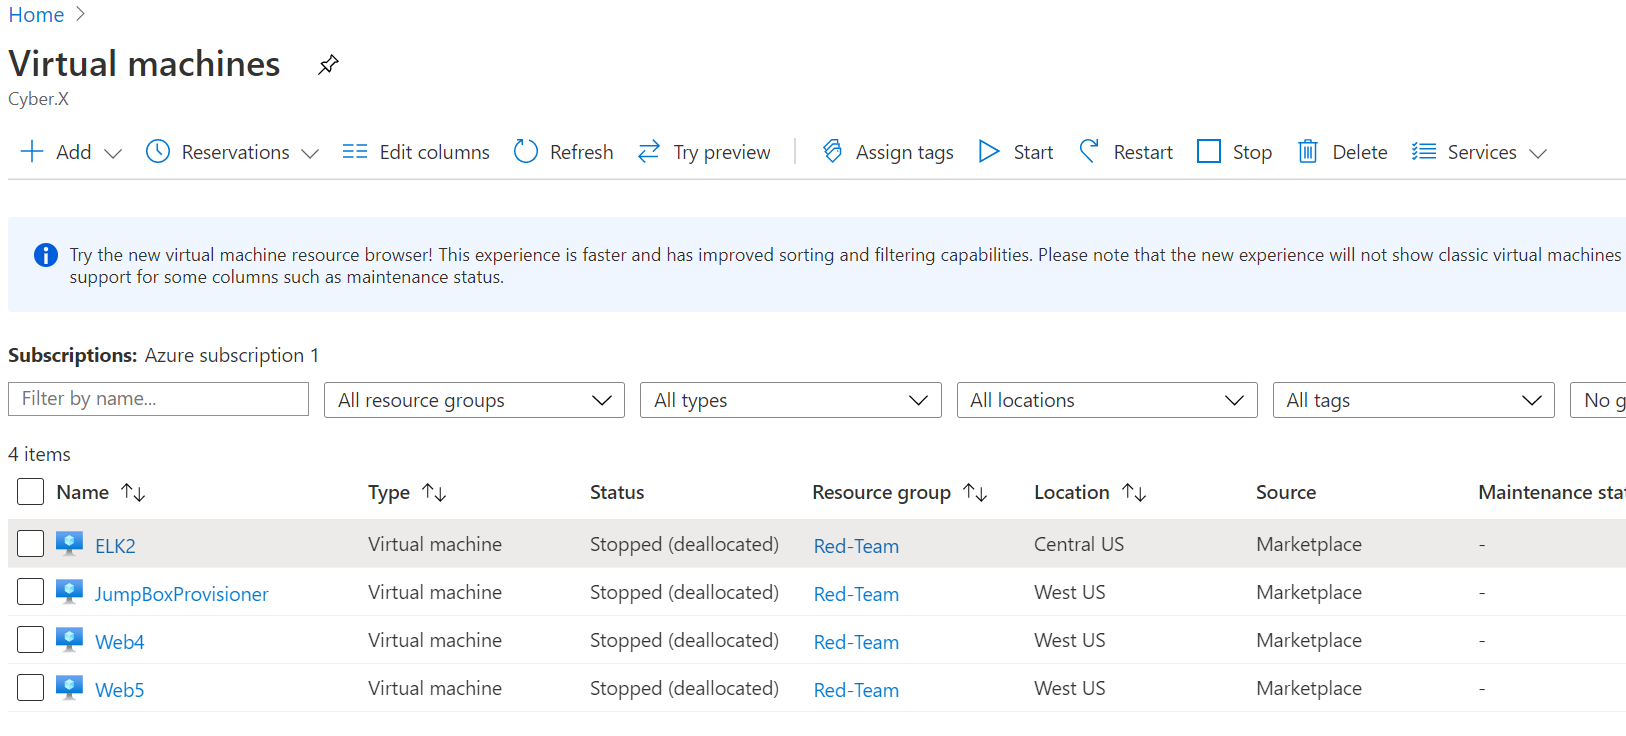 Home
Virtual machines
Cyber.X
Add Reservations Edit columns Refresh Try preview Assign tags Start Restart Stop Delete Services
Try the new virtual machine resource browser! This experience is faster and has improved sorting and filtering capabilities. Please note that the new experience will not show classic virtual machines
support for some columns such as maintenance status.
Subscriptions: Azure subscription 1
Filter by name... All resource groups All types All locations All tags No g
4 items
Name Type Status Resource group Location Source Maintenance sta
ELK2 Virtual machine Stopped (deallocated) Red-Team Central US Marketplace -
JumpBoxProvisioner Virtual machine Stopped (deallocated) Red-Team West US Marketplace -
Web4 Virtual machine Stopped (deallocated) Red-Team West US Marketplace -
Web5 Virtual machine Stopped (deallocated) Red-Team West US Marketplace -